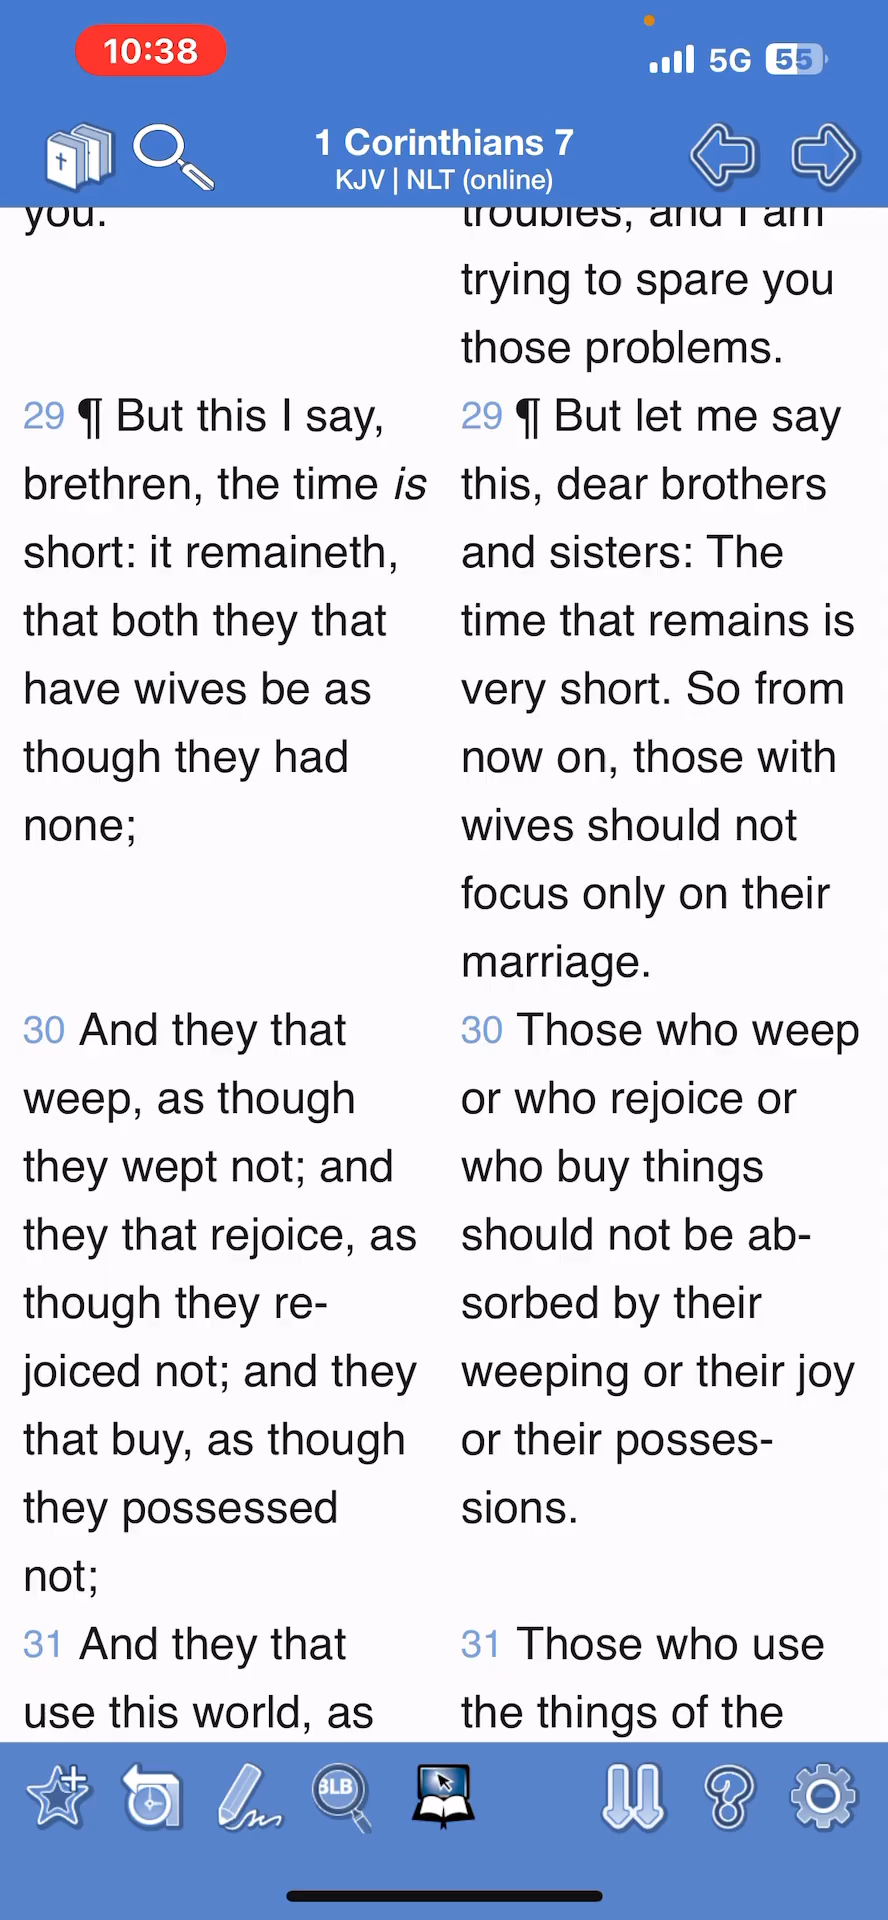 10:38
5G 55
1 Corinthians 7
KJV | NLT (online)
you.
troubles, and I am
trying to spare you
those problems.
29 ¶ But this I say,
brethren, the time is
short: it remaineth,
that both they that
have wives be as
though they had
none;
29 ¶ But let me say
this, dear brothers
and sisters: The
time that remains is
very short. So from
now on, those with
wives should not
focus only on their
marriage.
30 And they that
weep, as though
they wept not; and
they that rejoice, as
though they re-
joiced not; and they
that buy, as though
they possessed
not;
30 Those who weep
or who rejoice or
who buy things
should not be ab-
sorbed by their
weeping or their joy
or their posses-
sions.
31 And they that
use this world, as
31 Those who use
the things of the
BLB